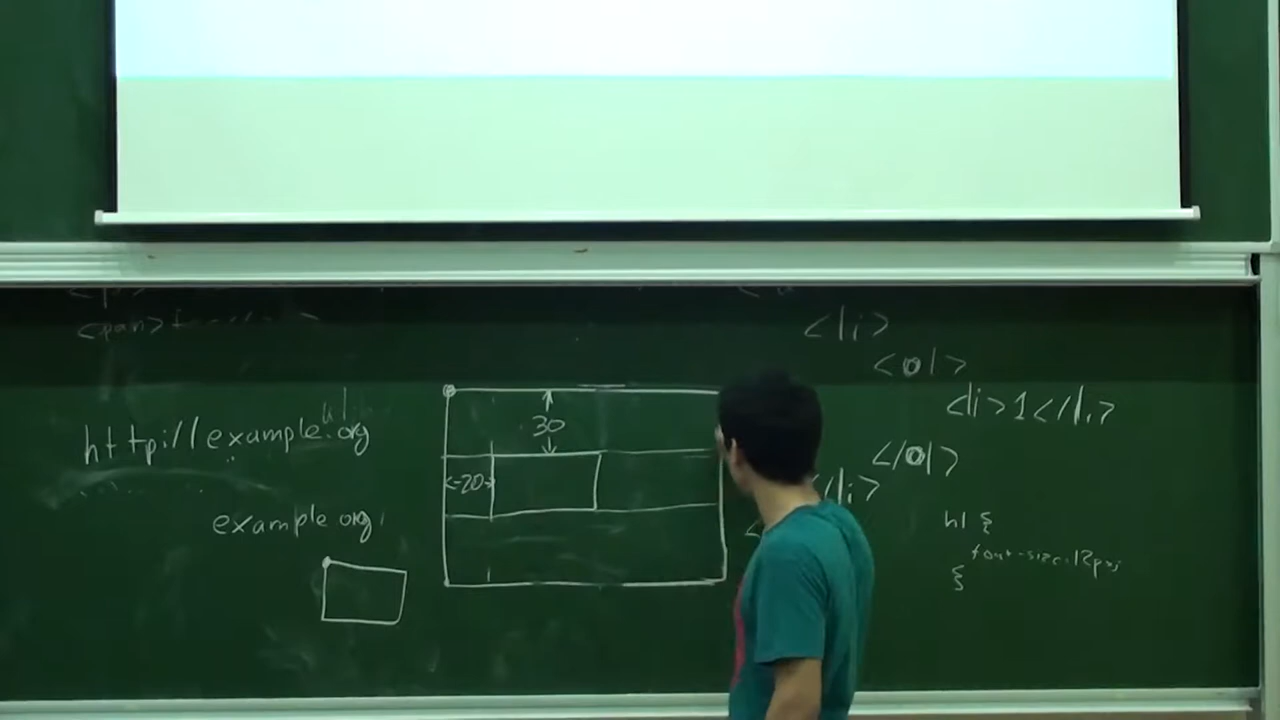 <li>
<ol>
<li>1</li>
</ol>
/li>
http://example.org
30
20
example.org
h1 {
font-size:12px;